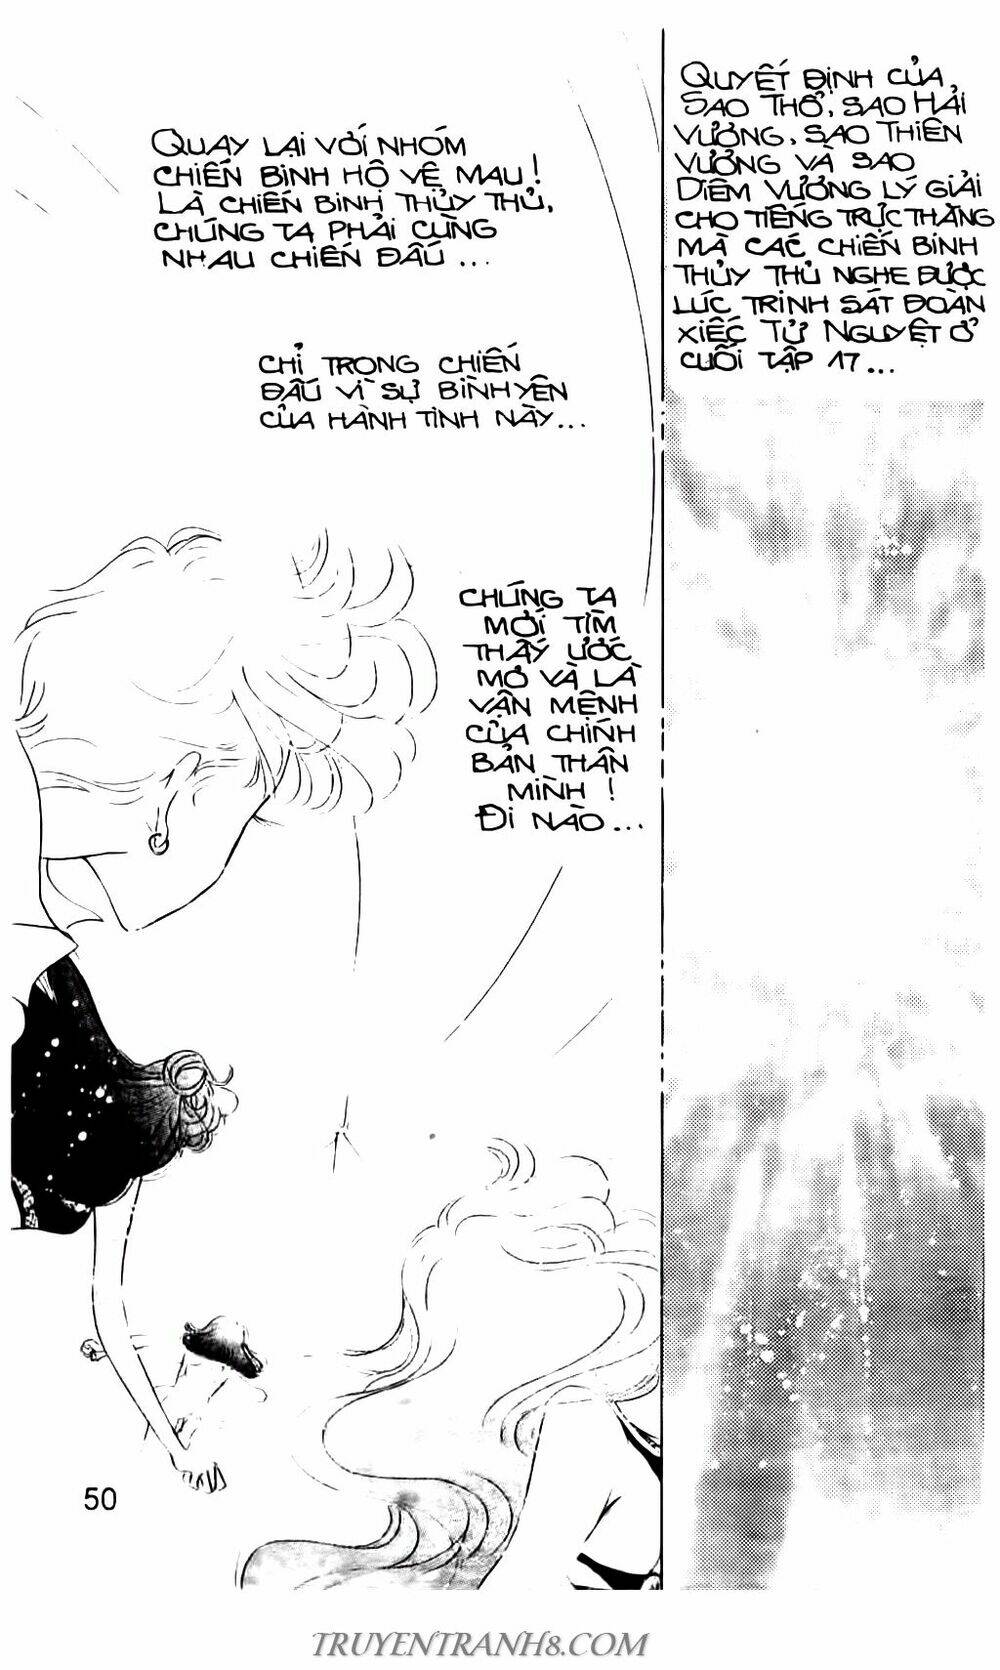 QUYẾT ĐỊNH CỦA
SAO THỔ, SAO HẢI
VƯƠNG, SAO THIÊN
VƯƠNG VÀ SAO
DIÊM VƯƠNG LÝ GIẢI
CHO TIẾNG TRỰC THĂNG
MÀ CÁC CHIẾN BINH
THỦY THỦ NGHE ĐƯỢC
LÚC TRINH SÁT ĐOÀN
XIẾC TỬ NGUYỆT Ở
CUỐI TẬP 17...
QUAY LẠI VỚI NHÓM
CHIẾN BINH HỘ VỆ MAU!
LÀ CHIẾN BINH THỦY THỦ,
CHÚNG TA PHẢI CÙNG
NHAU CHIẾN ĐẤU...
CHỈ TRONG CHIẾN
ĐẤU VÌ SỰ BÌNH YÊN
CỦA HÀNH TINH NÀY...
CHÚNG TA
MỚI TÌM
THẤY ƯỚC
MƠ VÀ LÀ
VẬN MỆNH
CỦA CHÍNH
BẢN THÂN
MÌNH!
ĐI NÀO...
50
TRUYENTRANH8.COM